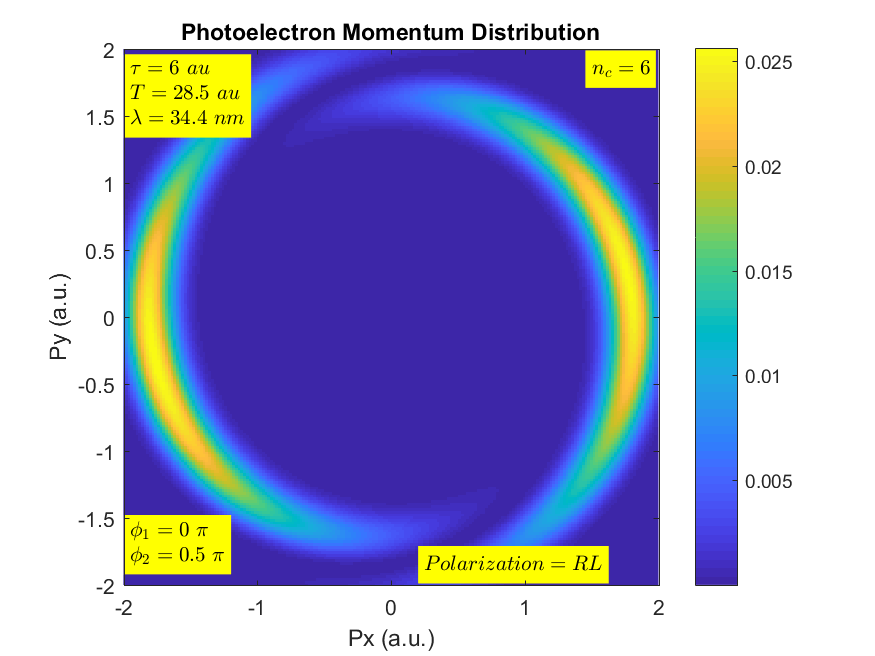 Photoelectron Momentum Distribution
τ = 6 au
T = 28.5 au
λ = 34.4 nm
n_c = 6
ϕ_1 = 0 π
ϕ_2 = 0.5 π
Polarization = RL
2
1.5
1
0.5
0
-0.5
-1
-1.5
-2
Py (a.u.)
-2 -1 0 1 2
Px (a.u.)
0.025
0.02
0.015
0.01
0.005